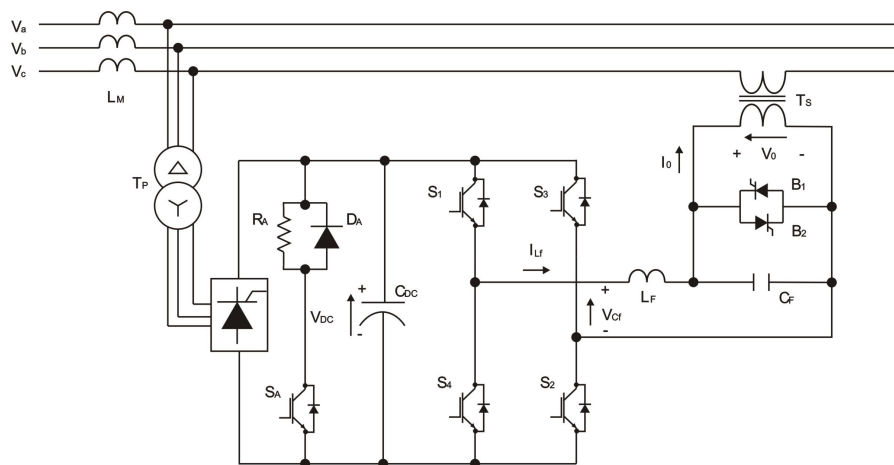 Va
Vb
Vc
LM
TS
I0
+ V0 -
TP
B1
B2
S1
S3
RA
DA
ILf
+
CDC
VDC
-
LF
CF
+
VCf
-
SA
S4
S2